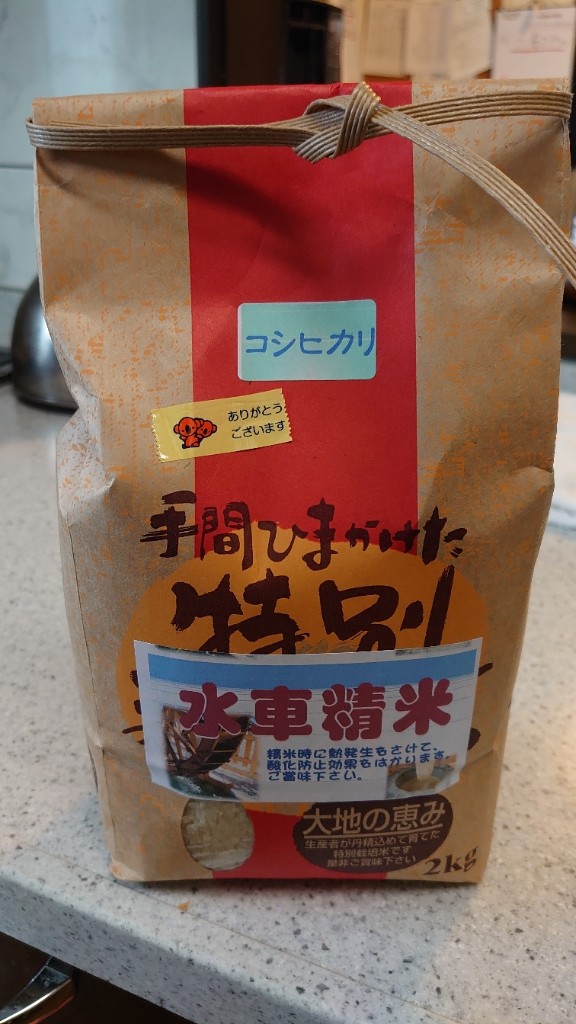 コシヒカリ
ありがとう
ございます
手間ひまかけた
特別
水車精米
精米時に熱発生をさけて、
酸化防止効果もはかります。
ご賞味下さい。
大地の恵み
生産者が丹精込めて育てた
特別栽培米です
是非ご賞味下さい
2kg